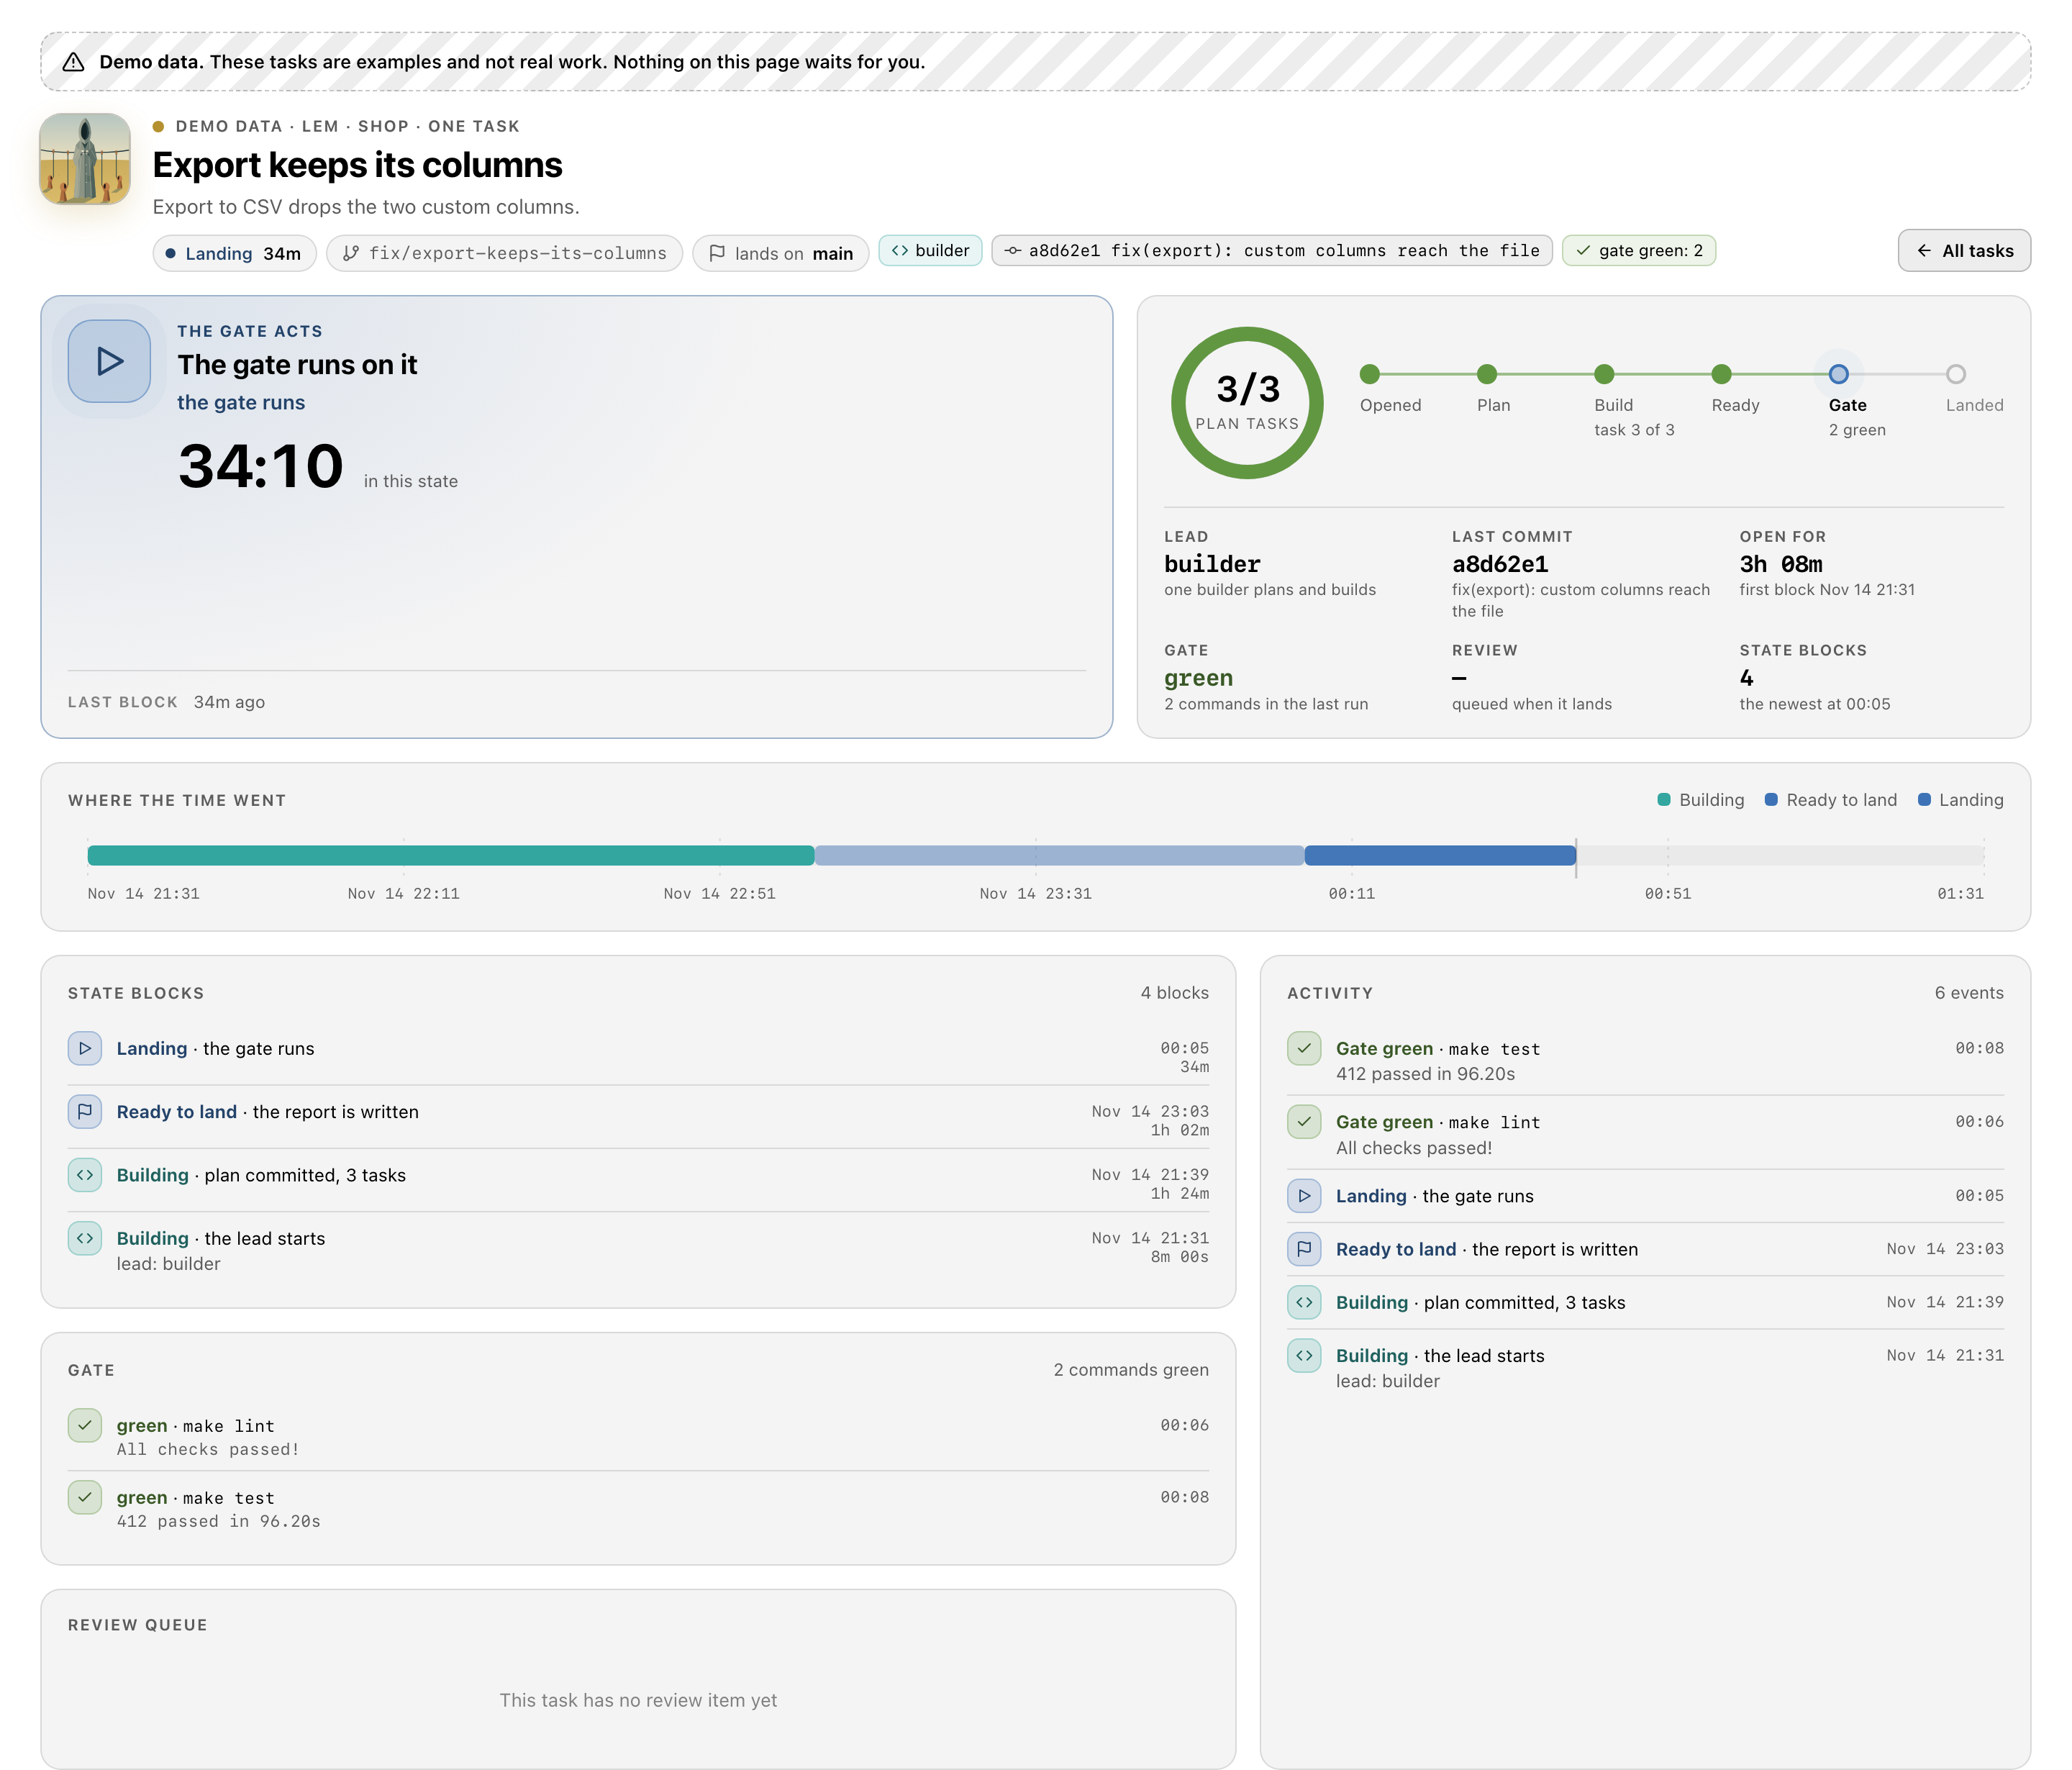 Demo data. These tasks are examples and not real work. Nothing on this page waits for you.
DEMO DATA · LEM · SHOP · ONE TASK
Export keeps its columns
Export to CSV drops the two custom columns.
Landing 34m
fix/export-keeps-its-columns
lands on main
builder
a8d62e1 fix(export): custom columns reach the file
gate green: 2
All tasks
THE GATE ACTS
The gate runs on it
the gate runs
34:10 in this state
LAST BLOCK 34m ago
3/3
PLAN TASKS
Opened
Plan
Build
task 3 of 3
Ready
Gate
2 green
Landed
LEAD
builder
one builder plans and builds
LAST COMMIT
a8d62e1
fix(export): custom columns reach
the file
OPEN FOR
3h 08m
first block Nov 14 21:31
GATE
green
2 commands in the last run
REVIEW
—
queued when it lands
STATE BLOCKS
4
the newest at 00:05
WHERE THE TIME WENT
Building
Ready to land
Landing
Nov 14 21:31
Nov 14 22:11
Nov 14 22:51
Nov 14 23:31
00:11
00:51
01:31
STATE BLOCKS
4 blocks
Landing · the gate runs
00:05
34m
Ready to land · the report is written
Nov 14 23:03
1h 02m
Building · plan committed, 3 tasks
Nov 14 21:39
1h 24m
Building · the lead starts
lead: builder
Nov 14 21:31
8m 00s
GATE
2 commands green
green · make lint
All checks passed!
00:06
green · make test
412 passed in 96.20s
00:08
REVIEW QUEUE
This task has no review item yet
ACTIVITY
6 events
Gate green · make test
412 passed in 96.20s
00:08
Gate green · make lint
All checks passed!
00:06
Landing · the gate runs
00:05
Ready to land · the report is written
Nov 14 23:03
Building · plan committed, 3 tasks
Nov 14 21:39
Building · the lead starts
lead: builder
Nov 14 21:31